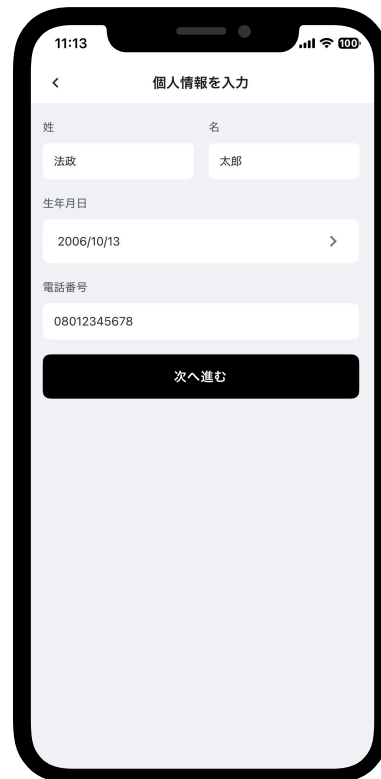 11:13
100
個人情報を入力
姓 名
法政 太郎
生年月日
2006/10/13
電話番号
08012345678
次へ進む